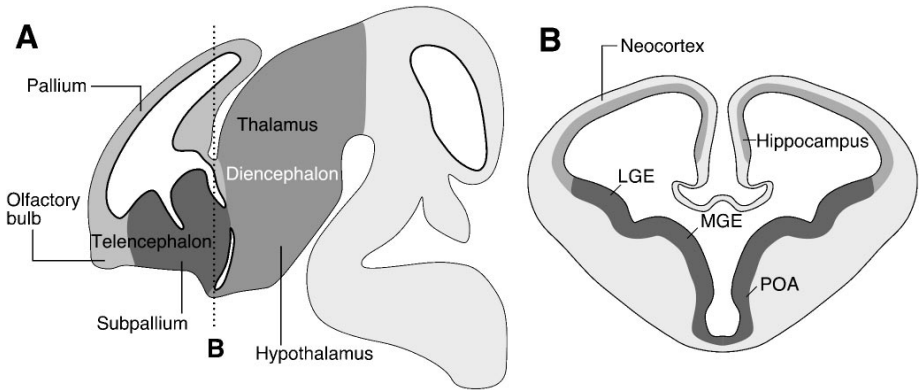 A
Pallium
Thalamus
Diencephalon
Olfactory
bulb
Telencephalon
Subpallium
B
Hypothalamus
B
Neocortex
Hippocampus
LGE
MGE
POA